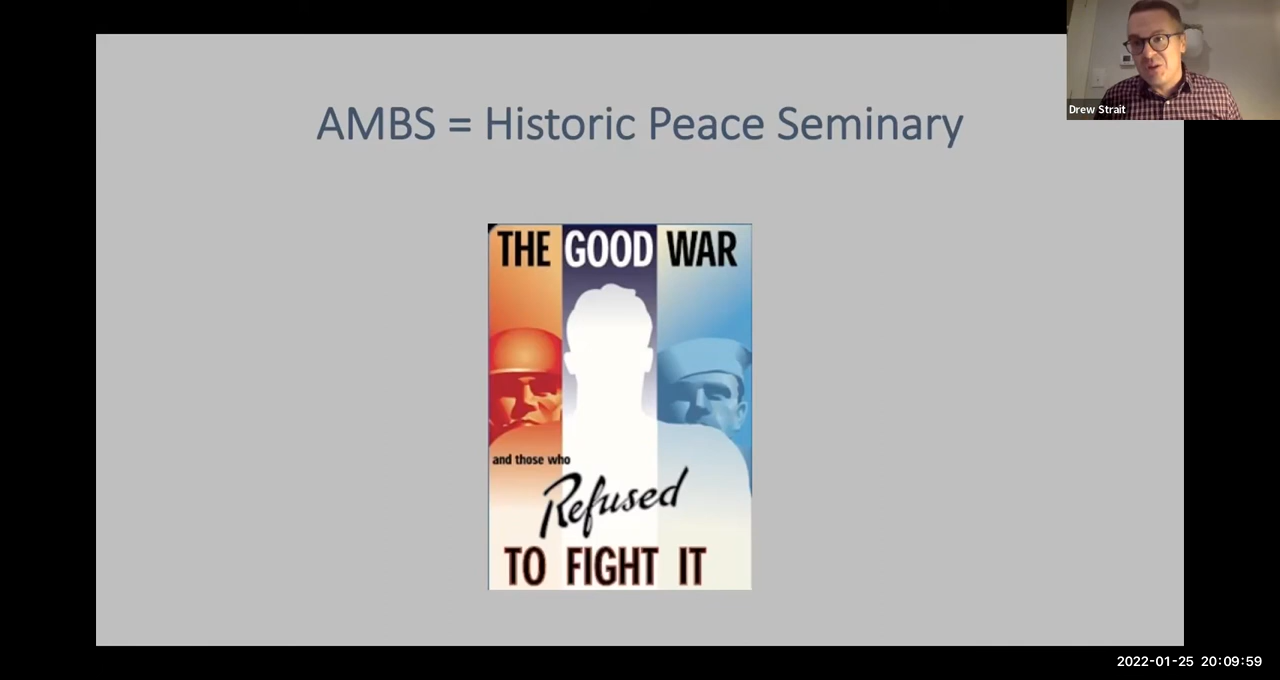 AMBS = Historic Peace Seminary
Drew Strait
THE GOOD WAR
and those who
Refused
TO FIGHT IT
2022-01-25 20:09:59